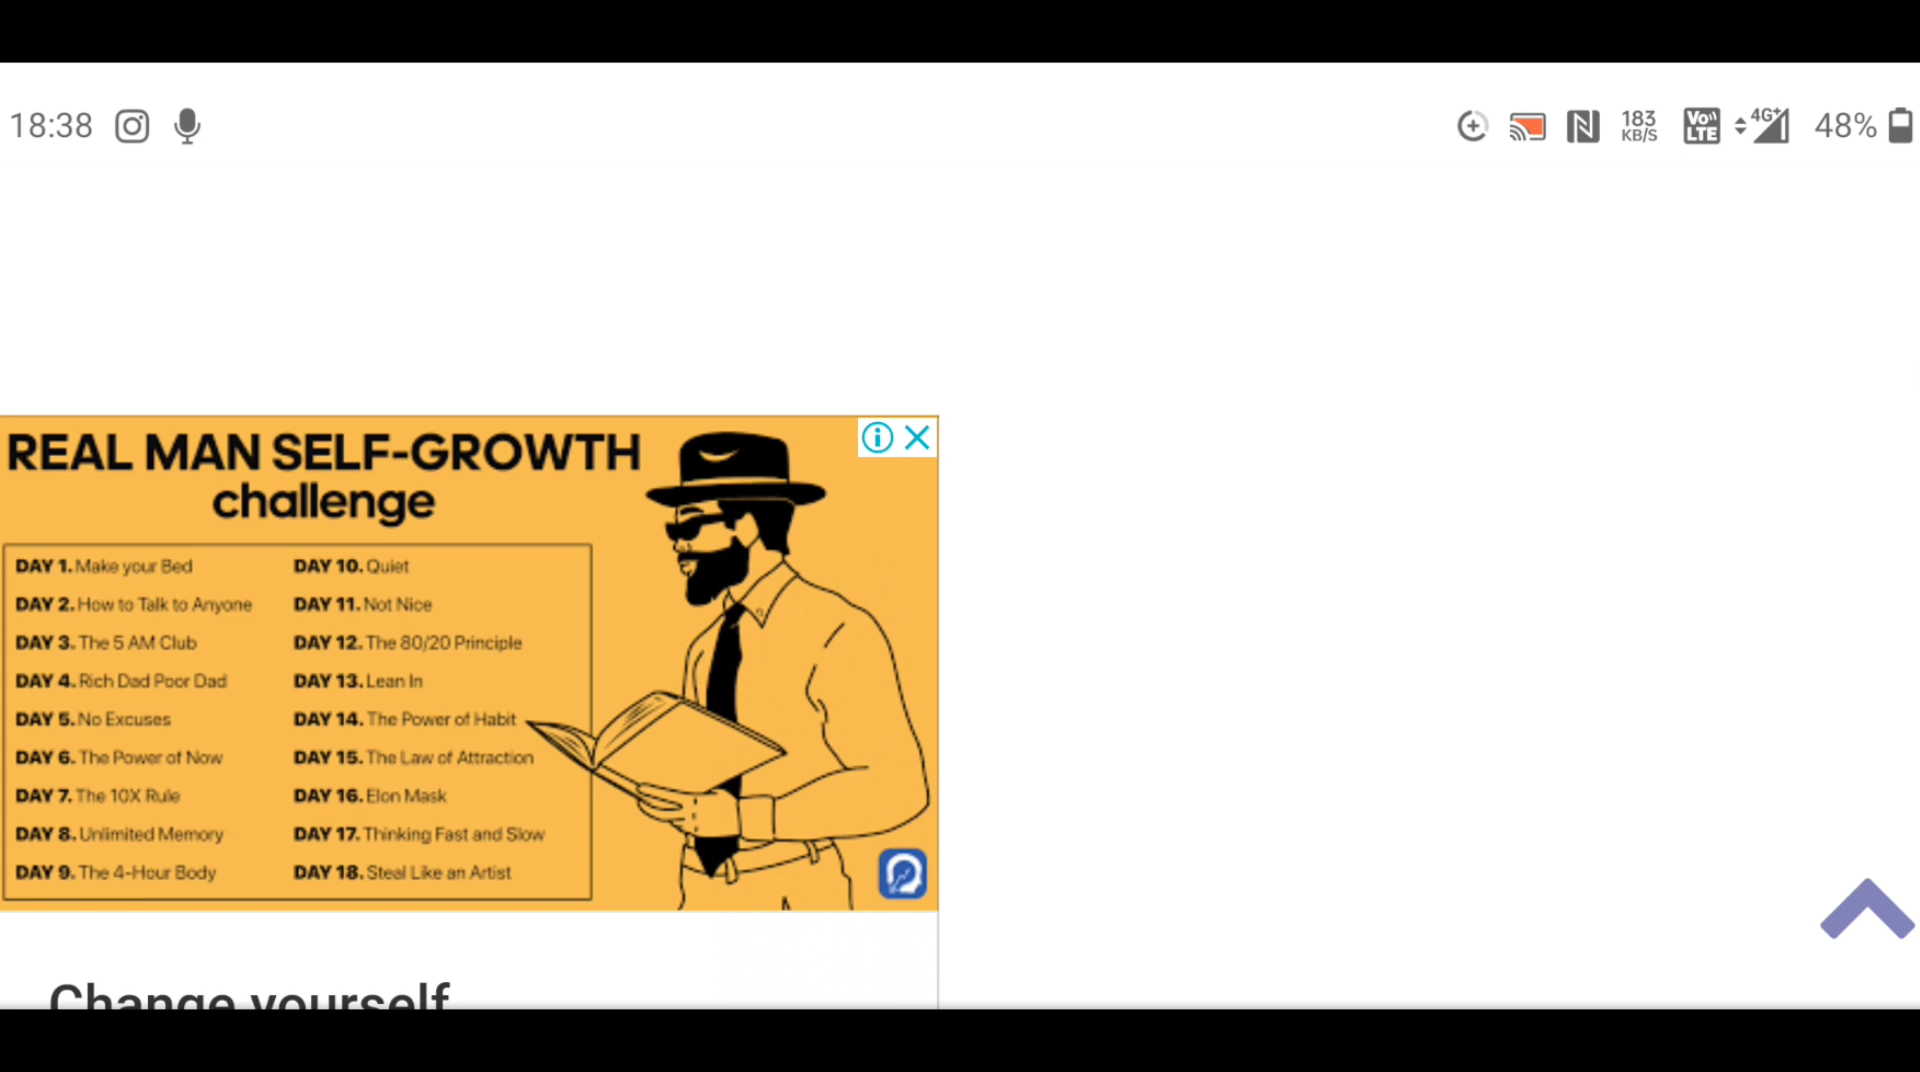 18:38
183
KB/S
Vo
LTE
4G+
48%
REAL MAN SELF-GROWTH
challenge
DAY 1. Make your Bed
DAY 2. How to Talk to Anyone
DAY 3. The 5 AM Club
DAY 4. Rich Dad Poor Dad
DAY 5. No Excuses
DAY 6. The Power of Now
DAY 7. The 10X Rule
DAY 8. Unlimited Memory
DAY 9. The 4-Hour Body
DAY 10. Quiet
DAY 11. Not Nice
DAY 12. The 80/20 Principle
DAY 13. Lean In
DAY 14. The Power of Habit
DAY 15. The Law of Attraction
DAY 16. Elon Mask
DAY 17. Thinking Fast and Slow
DAY 18. Steal Like an Artist
Change yourself